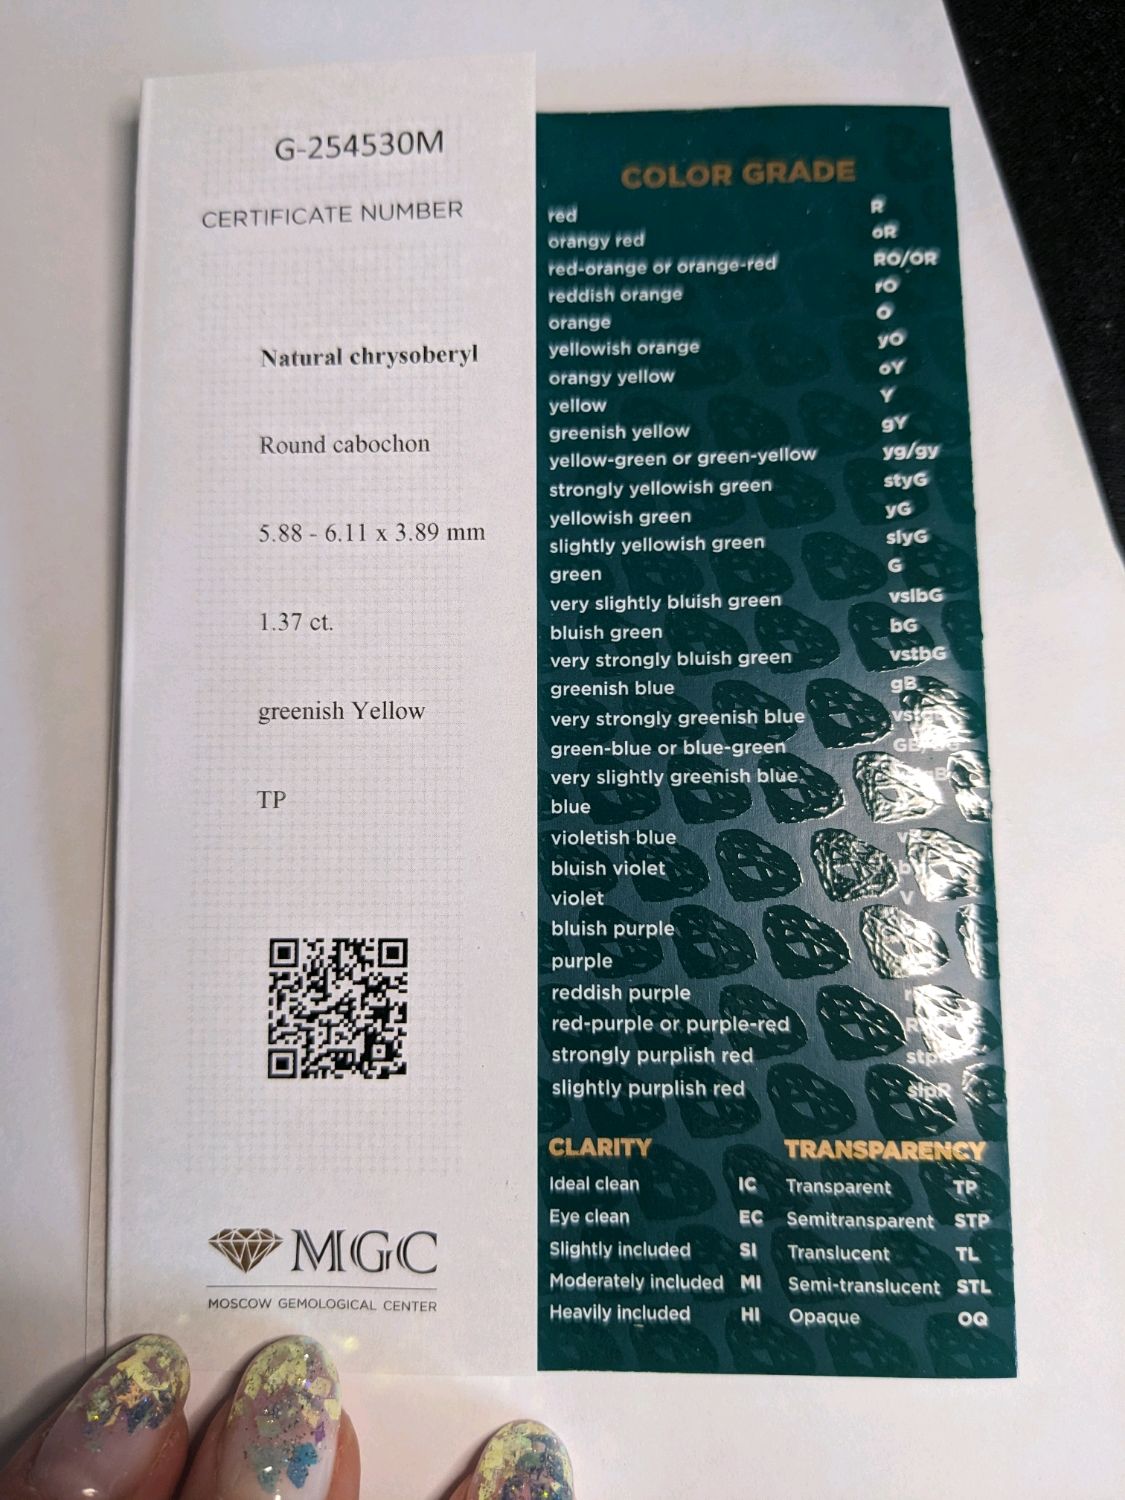 G-254530M
CERTIFICATE NUMBER
Natural chrysoberyl
Round cabochon
5.88 - 6.11 x 3.89 mm
1.37 ct.
greenish Yellow
TP
MGC
MOSCOW GEMOLOGICAL CENTER
COLOR GRADE
red R
orangy red oR
red-orange or orange-red RO/OR
reddish orange rO
orange O
yellowish orange yO
orangy yellow oY
yellow Y
greenish yellow gY
yellow-green or green-yellow yg/gy
strongly yellowish green styG
yellowish green yG
slightly yellowish green slyG
green G
very slightly bluish green vslbG
bluish green bG
very strongly bluish green vstbG
greenish blue gB
very strongly greenish blue
green-blue or blue-green
very slightly greenish blue
blue
violetish blue
bluish violet
violet V
bluish purple
purple
reddish purple
red-purple or purple-red
strongly purplish red
slightly purplish red slpR
CLARITY TRANSPARENCY
Ideal clean IC Transparent TP
Eye clean EC Semitransparent STP
Slightly included SI Translucent TL
Moderately included MI Semi-translucent STL
Heavily included HI Opaque OQ